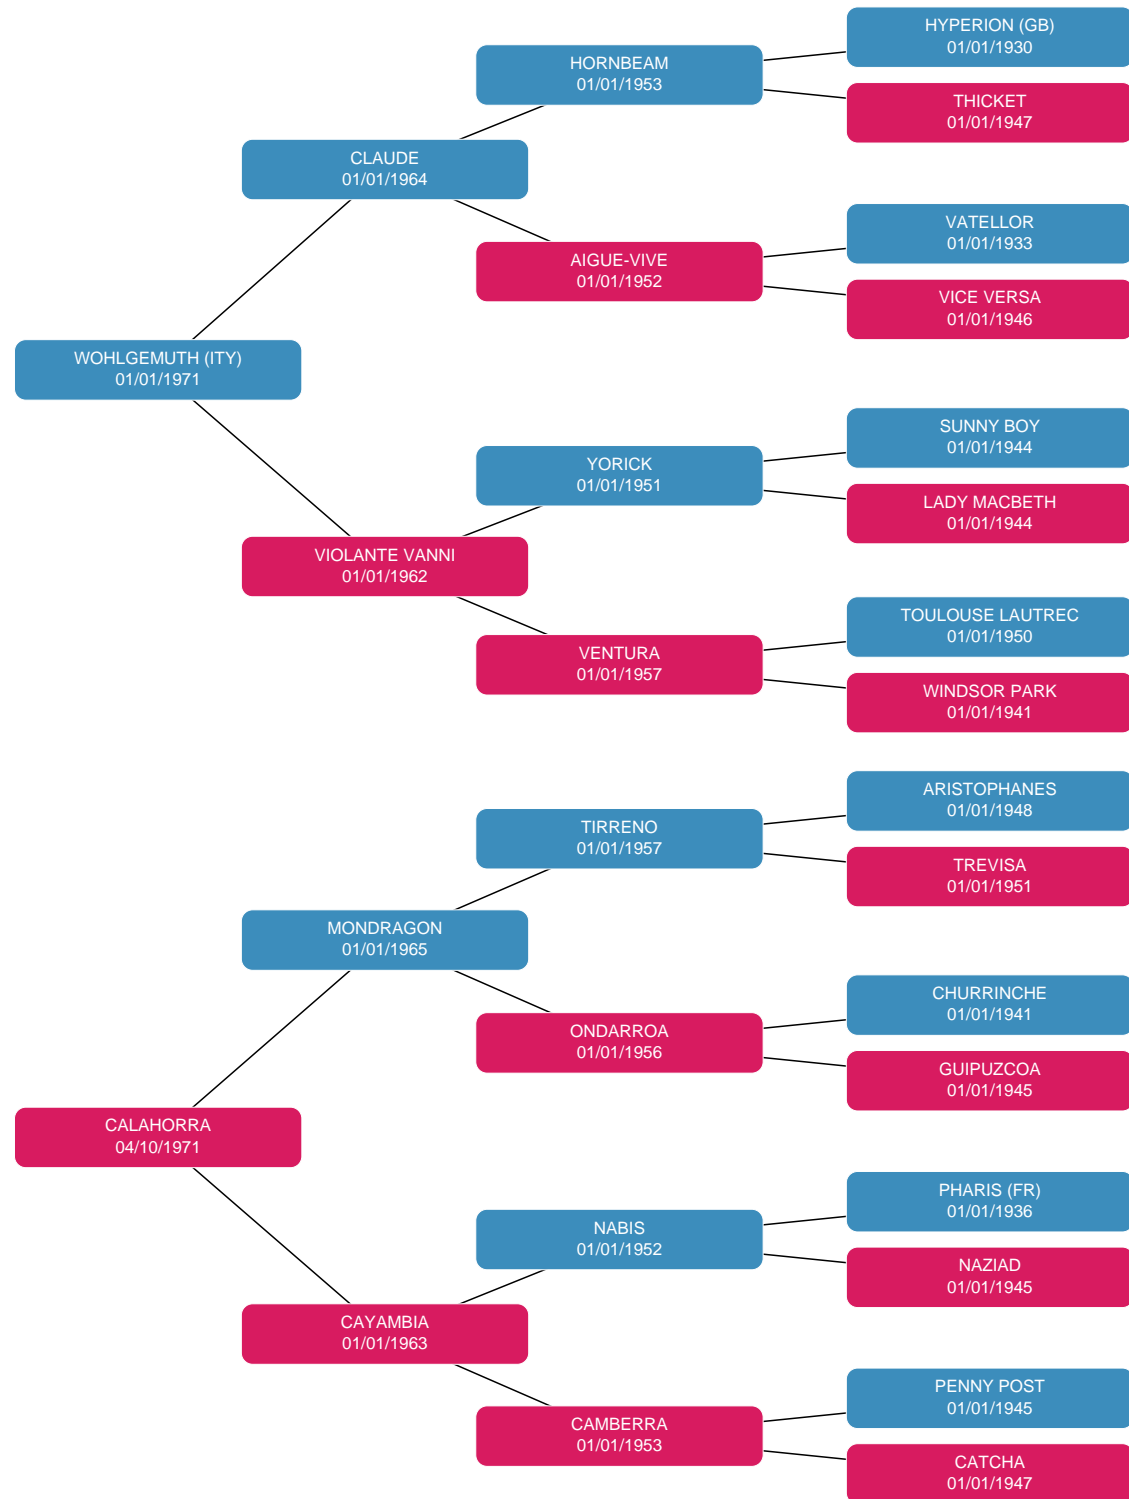 HYPERION (GB)
01/01/1930
HORNBEAM
01/01/1953
THICKET
01/01/1947
CLAUDE
01/01/1964
VATELLOR
01/01/1933
AIGUE-VIVE
01/01/1952
VICE VERSA
01/01/1946
WOHLGEMUTH (ITY)
01/01/1971
SUNNY BOY
01/01/1944
YORICK
01/01/1951
LADY MACBETH
01/01/1944
VIOLANTE VANNI
01/01/1962
TOULOUSE LAUTREC
01/01/1950
VENTURA
01/01/1957
WINDSOR PARK
01/01/1941
ARISTOPHANES
01/01/1948
TIRRENO
01/01/1957
TREVISA
01/01/1951
MONDRAGON
01/01/1965
CHURRINCHE
01/01/1941
ONDARROA
01/01/1956
GUIPUZCOA
01/01/1945
CALAHORRA
04/10/1971
PHARIS (FR)
01/01/1936
NABIS
01/01/1952
NAZIAD
01/01/1945
CAYAMBIA
01/01/1963
PENNY POST
01/01/1945
CAMBERRA
01/01/1953
CATCHA
01/01/1947